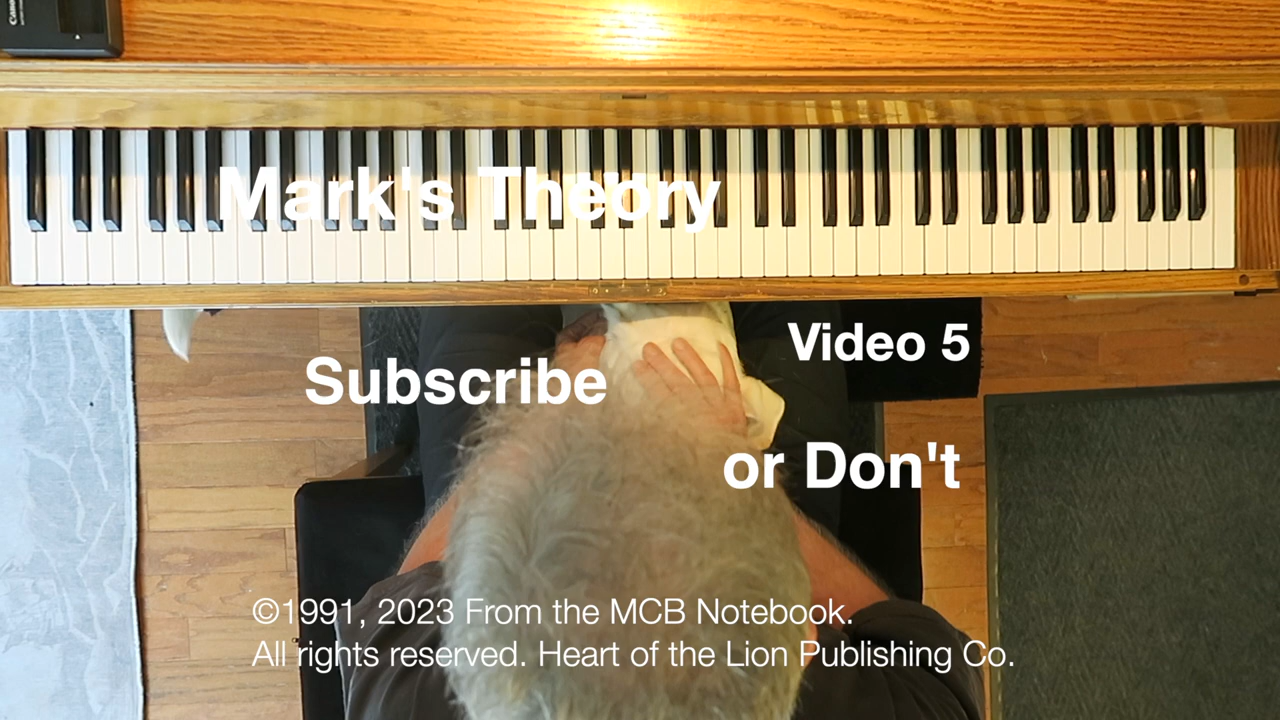 Canon
Mark's Theory
Video 5
Subscribe
or Don't
©1991, 2023 From the MCB Notebook.
All rights reserved. Heart of the Lion Publishing Co.